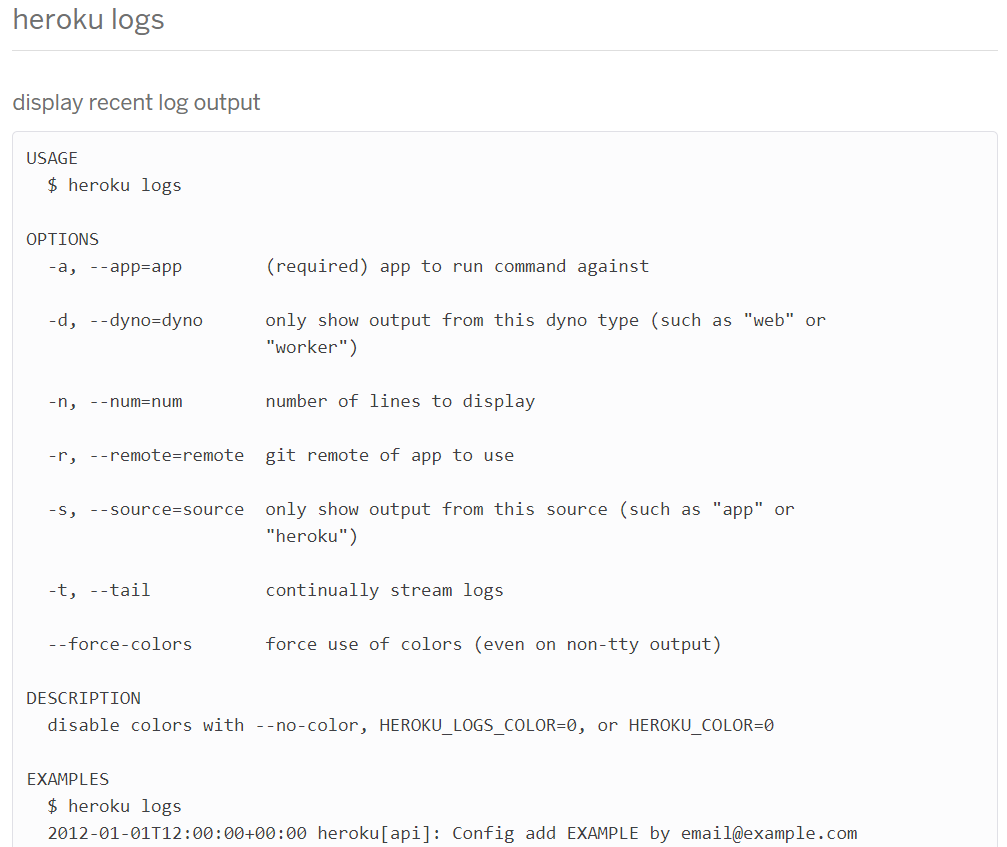 heroku logs
display recent log output
USAGE
$ heroku logs
OPTIONS
-a, --app=app (required) app to run command against
-d, --dyno=dyno only show output from this dyno type (such as "web" or
"worker")
-n, --num=num number of lines to display
-r, --remote=remote git remote of app to use
-s, --source=source only show output from this source (such as "app" or
"heroku")
-t, --tail continually stream logs
--force-colors force use of colors (even on non-tty output)
DESCRIPTION
disable colors with --no-color, HEROKU_LOGS_COLOR=0, or HEROKU_COLOR=0
EXAMPLES
$ heroku logs
2012-01-01T12:00:00+00:00 heroku[api]: Config add EXAMPLE by email@example.com